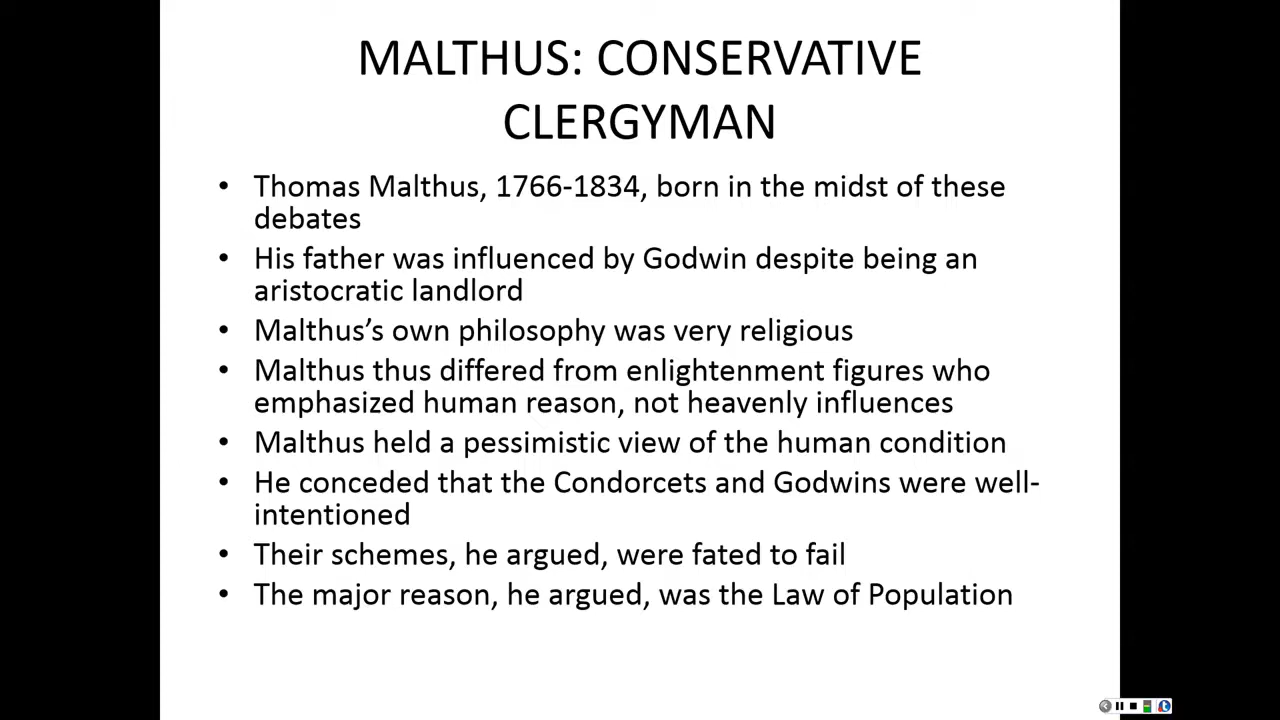 MALTHUS: CONSERVATIVE
CLERGYMAN
• Thomas Malthus, 1766-1834, born in the midst of these
debates
• His father was influenced by Godwin despite being an
aristocratic landlord
• Malthus’s own philosophy was very religious
• Malthus thus differed from enlightenment figures who
emphasized human reason, not heavenly influences
• Malthus held a pessimistic view of the human condition
• He conceded that the Condorcets and Godwins were well-
intentioned
• Their schemes, he argued, were fated to fail
• The major reason, he argued, was the Law of Population